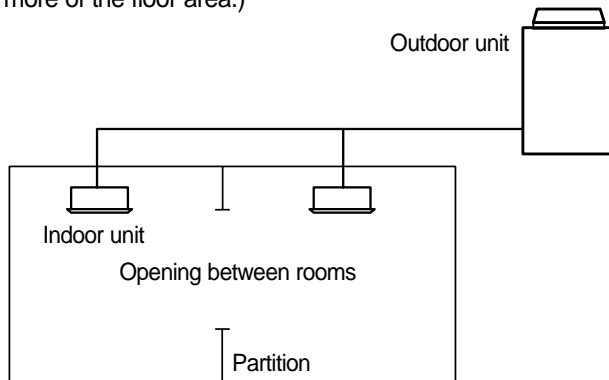 more of the floor area.)
Outdoor unit
Indoor unit
Opening between rooms
Partition